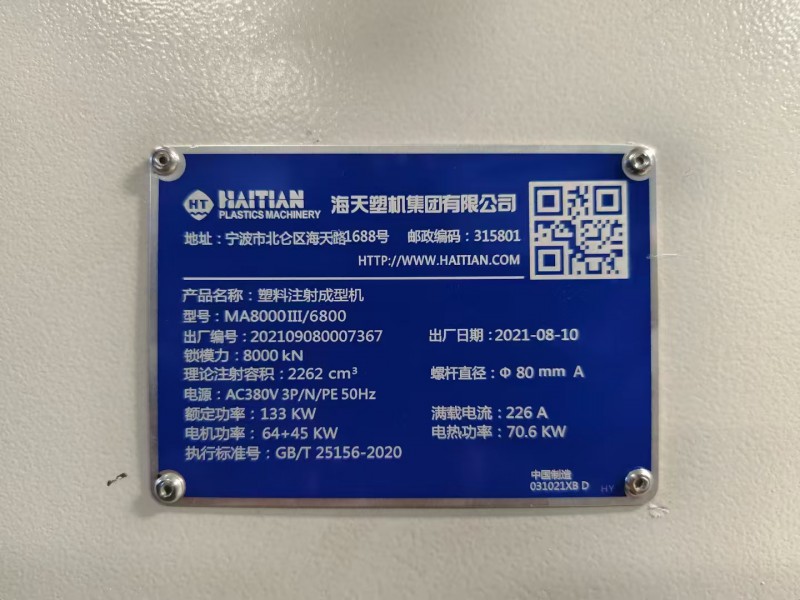 HT HAITIAN PLASTICS MACHINERY 海天塑机集团有限公司
地址：宁波市北仑区海天路1688号 邮政编码：315801
HTTP://WWW.HAITIAN.COM
产品名称：塑料注射成型机
型号：MA8000III/6800
出厂编号：202109080007367 出厂日期：2021-08-10
锁模力：8000 kN
理论注射容积：2262 cm³ 螺杆直径：Φ 80 mm A
电源：AC380V 3P/N/PE 50Hz
额定功率：133 KW 满载电流：226 A
电机功率：64+45 KW 电热功率：70.6 KW
执行标准号：GB/T 25156-2020
中国制造
031021XB D HY